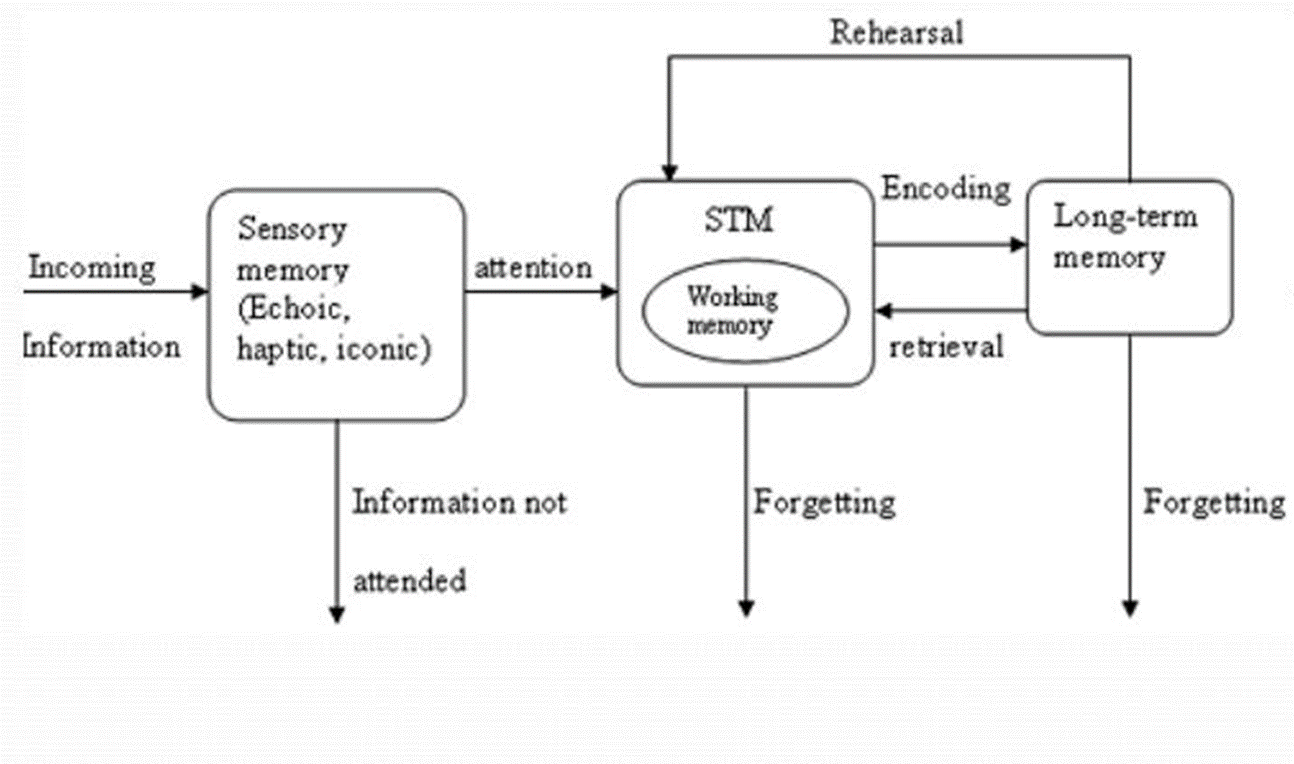 Rehearsal
Encoding
STM
Long-term
memory
Sensory
memory
(Echoic,
haptic, iconic)
Incoming
Information
attention
Working
memory
retrieval
Information not
attended
Forgetting
Forgetting